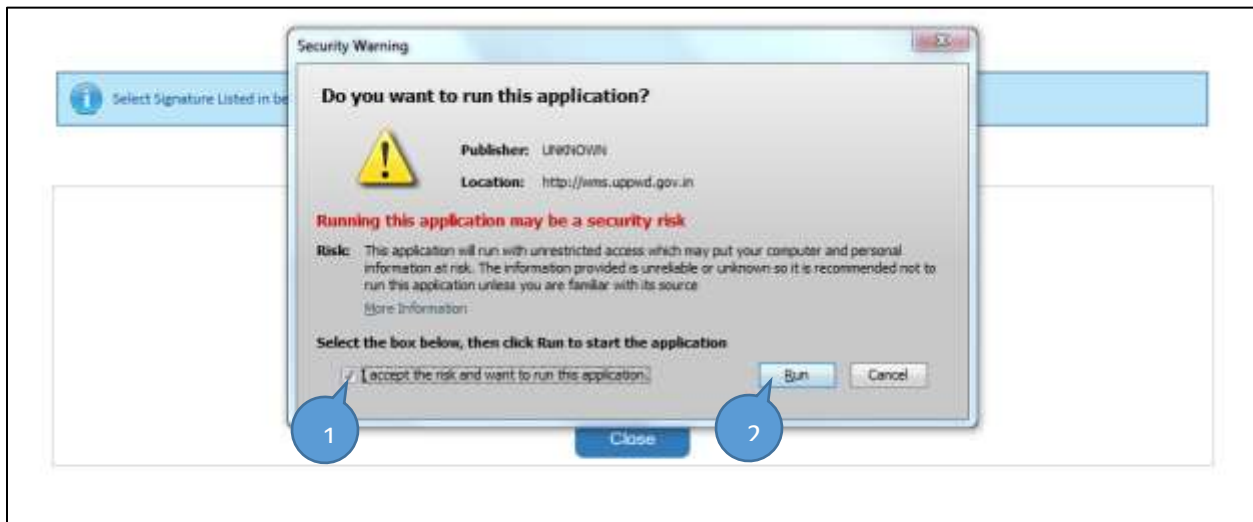 Security Warning
Select Signature Listed in be
Do you want to run this application?
Publisher: UNKNOWN
Location: http://wms.uppwd.gov.in
Running this application may be a security risk
Risk: This application will run with unrestricted access which may put your computer and personal
information at risk. The information provided is unreliable or unknown so it is recommended not to
run this application unless you are familiar with its source
More Information
Select the box below, then click Run to start the application
I accept the risk and want to run this application.
Run Cancel
1 2
Close